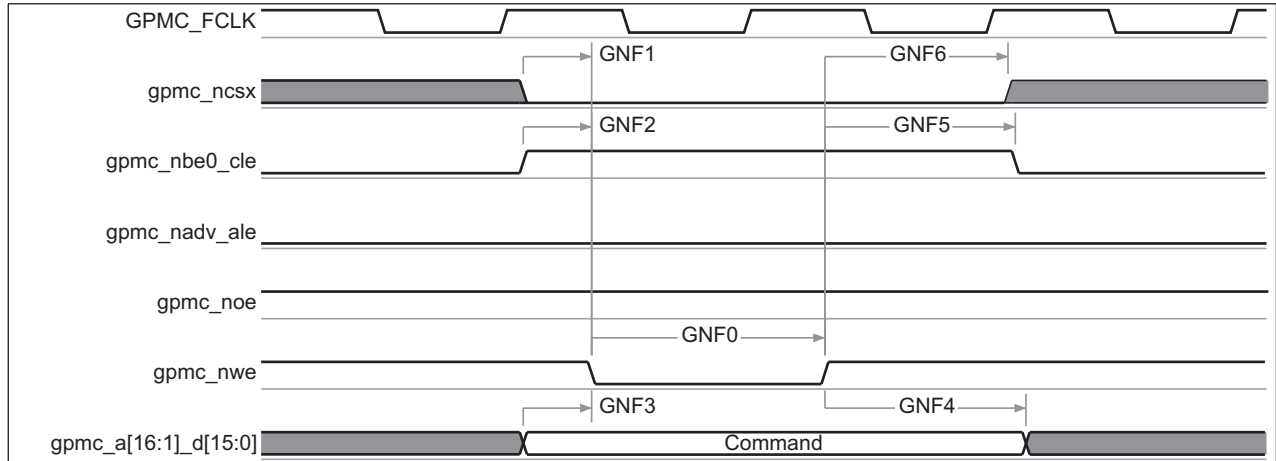 GPMC_FCLK
GNF1
GNF6
gpmc_ncsx
GNF2
GNF5
gpmc_nbe0_cle
gpmc_nadv_ale
gpmc_noe
GNF0
gpmc_nwe
GNF3
GNF4
gpmc_a[16:1]_d[15:0]
Command